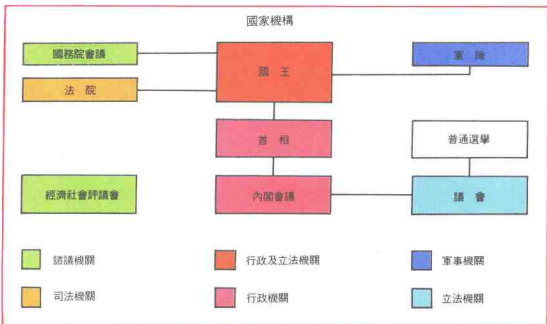 國家機構
國務院會議
國王
軍隊
法院
首相
普通選舉
經濟社會評議會
內閣會議
議會
諮議機關
行政及立法機關
軍事機關
司法機關
行政機關
立法機關